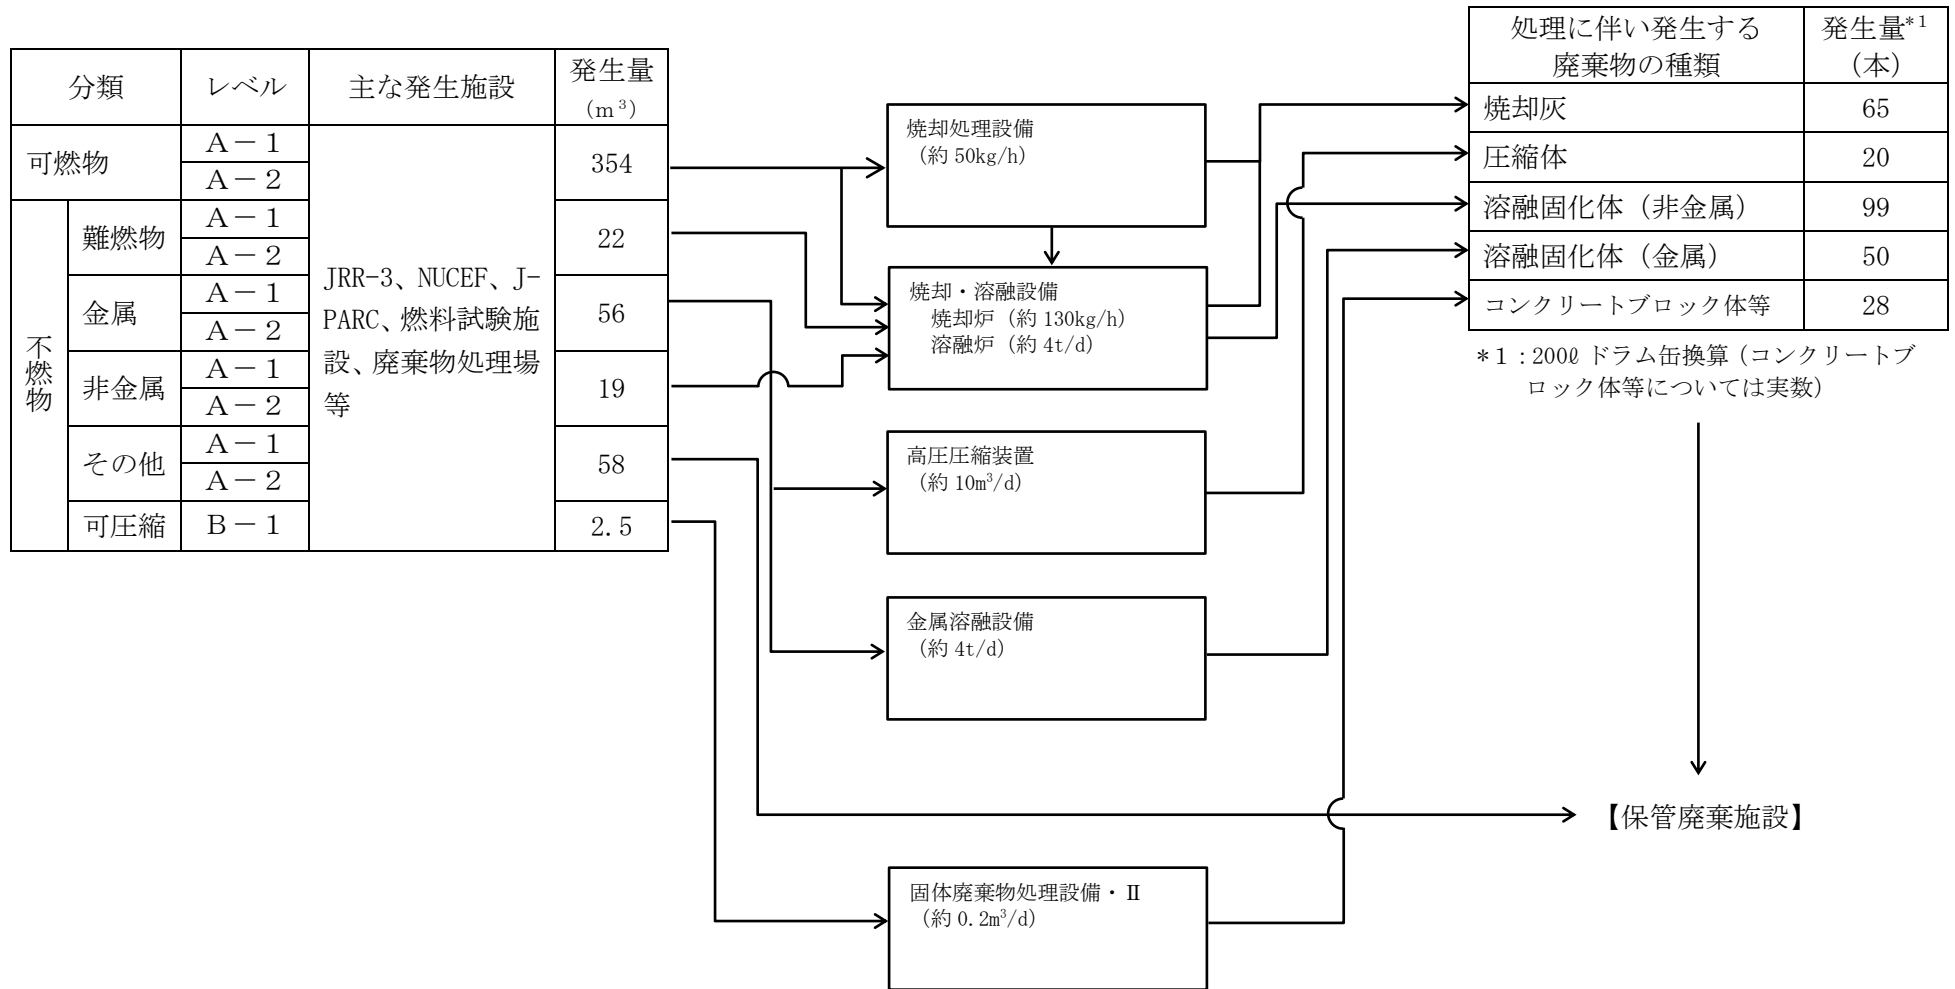 分類 レベル 主な発生施設 発生量
(m³)
可燃物 A－1 354
A－2
不燃物
難燃物 A－1 22
A－2
金属 A－1 56
A－2
非金属 A－1 19
A－2
その他 A－1 58
A－2
可圧縮 B－1 2.5
JRR-3、NUCEF、J-
PARC、燃料試験施
設、廃棄物処理場
等
焼却処理設備
（約 50kg/h）
焼却・溶融設備
焼却炉（約 130kg/h）
溶融炉（約 4t/d）
高圧圧縮装置
（約 10m³/d）
金属溶融設備
（約 4t/d）
固体廃棄物処理設備・Ⅱ
（約 0.2m³/d）
処理に伴い発生する 発生量*1
廃棄物の種類 （本）
焼却灰 65
圧縮体 20
溶融固化体（非金属） 99
溶融固化体（金属） 50
コンクリートブロック体等 28
*1：200ℓドラム缶換算（コンクリートブ
ロック体等については実数）
【保管廃棄施設】